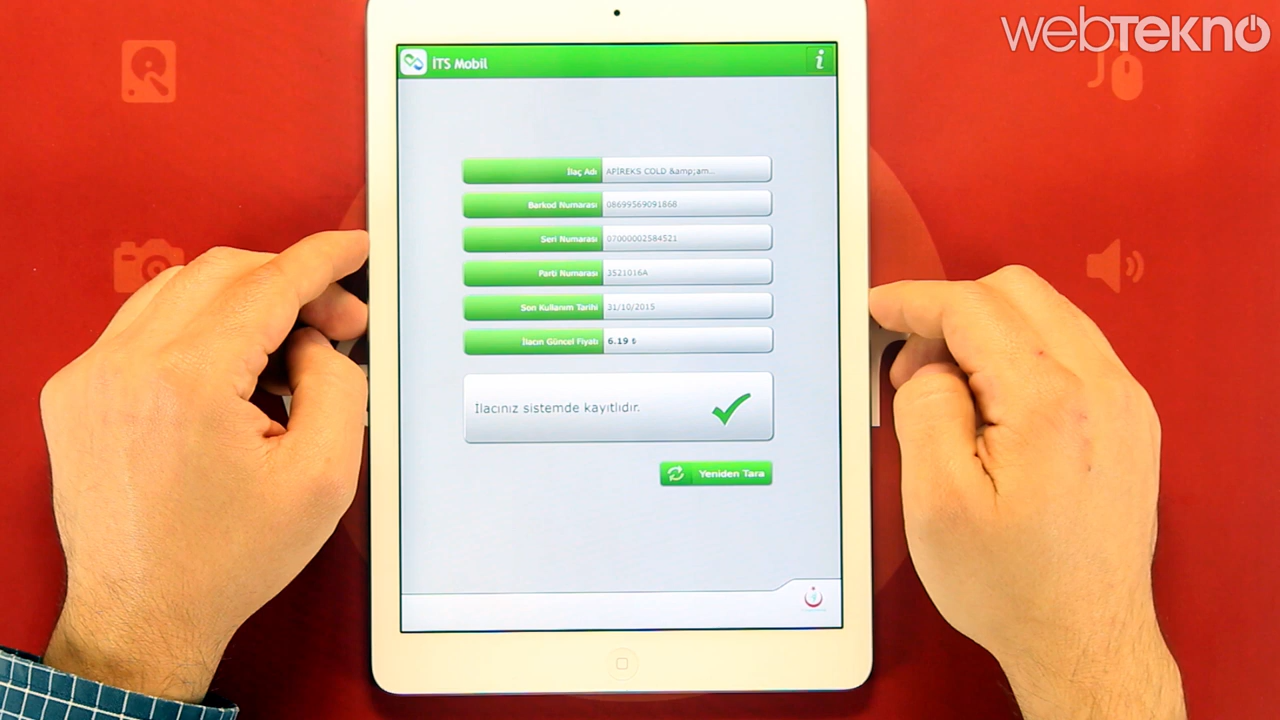 webTEKNO
İTS Mobil
i
İlaç Adı APİREKS COLD &amp;am...
Barkod Numarası 08699569091868
Seri Numarası 07000002584521
Parti Numarası 3521016A
Son Kullanım Tarihi 31/10/2015
İlacın Güncel Fiyatı 6.19 ₺
İlacınız sistemde kayıtlıdır.
Yeniden Tara